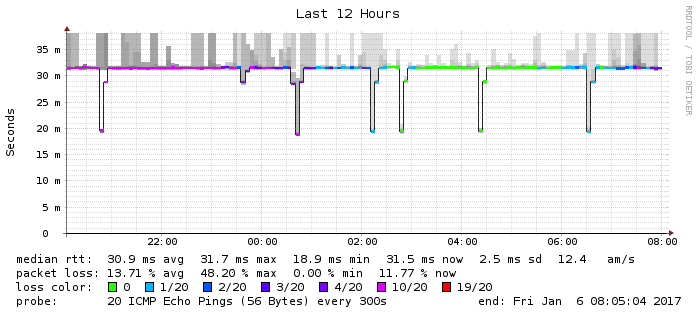 Last 12 Hours
RRDTOOL / TOBI OETIKER
Seconds
35 m
30 m
25 m
20 m
15 m
10 m
5 m
0
22:00 00:00 02:00 04:00 06:00 08:00
median rtt: 30.9 ms avg 31.7 ms max 18.9 ms min 31.5 ms now 2.5 ms sd 12.4 am/s
packet loss: 13.71 % avg 48.20 % max 0.00 % min 11.77 % now
loss color: 0 1/20 2/20 3/20 4/20 10/20 19/20
probe: 20 ICMP Echo Pings (56 Bytes) every 300s end: Fri Jan 6 08:05:04 2017